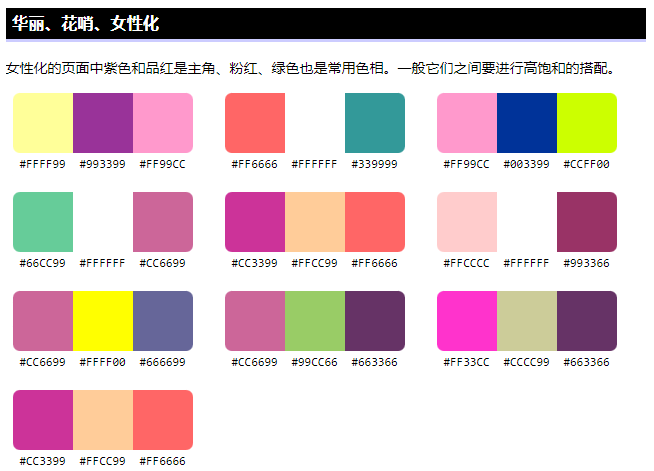 华丽、花哨、女性化
女性化的页面中紫色和品红是主角、粉红、绿色也是常用色相。一般它们之间要进行高饱和的搭配。
#FFFF99 #993399 #FF99CC #FF6666 #FFFFFF #339999 #FF99CC #003399 #CCFF00
#66CC99 #FFFFFF #CC6699 #CC3399 #FFCC99 #FF6666 #FFCCCC #FFFFFF #993366
#CC6699 #FFFF00 #666699 #CC6699 #99CC66 #663366 #FF33CC #CCCC99 #663366
#CC3399 #FFCC99 #FF6666